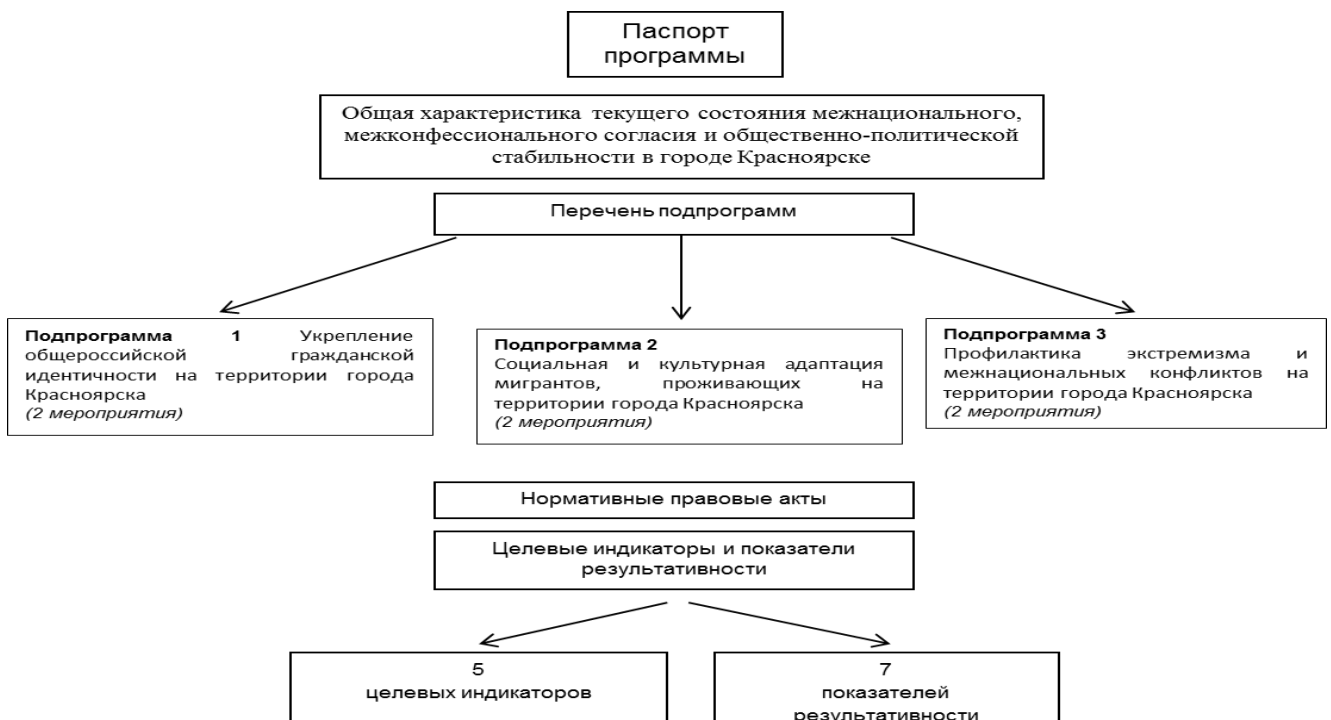 Паспорт
программы
Общая характеристика текущего состояния межнационального,
межконфессионального согласия и общественно-политической
стабильности в городе Красноярске
Перечень подпрограмм
Подпрограмма 1 Укрепление
общероссийской гражданской
идентичности на территории города
Красноярска
(2 мероприятия)
Подпрограмма 2
Социальная и культурная адаптация
мигрантов, проживающих на
территории города Красноярска
(2 мероприятия)
Подпрограмма 3
Профилактика экстремизма и
межнациональных конфликтов на
территории города Красноярска
(2 мероприятия)
Нормативные правовые акты
Целевые индикаторы и показатели
результативности
5
целевых индикаторов
7
показателей
результативности